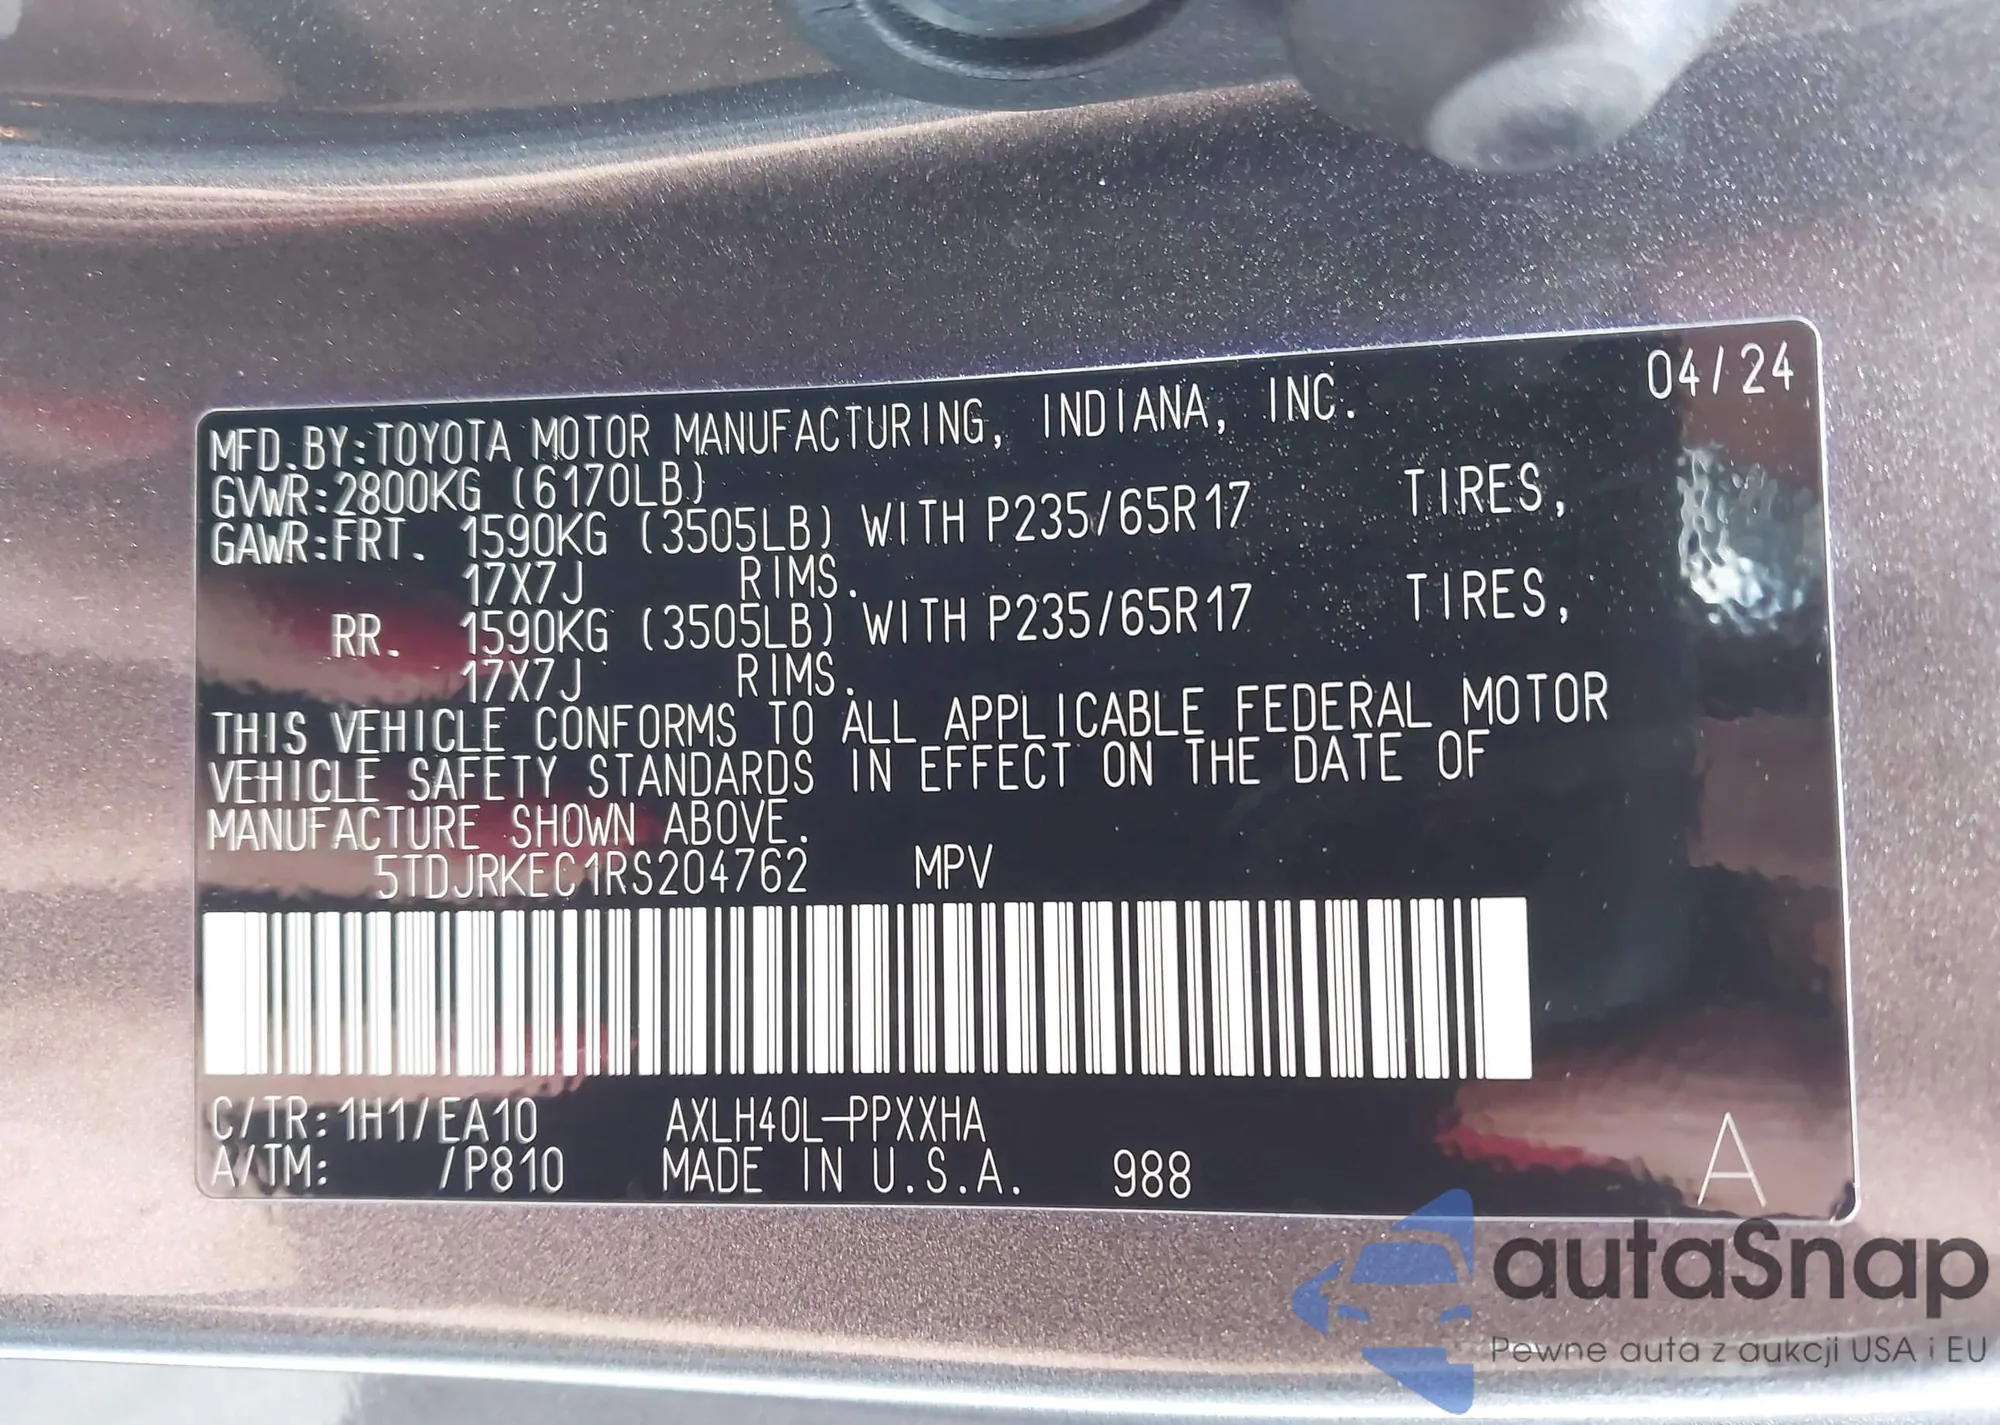 04/24
MFD.BY:TOYOTA MOTOR MANUFACTURING, INDIANA, INC.
GVWR:2800KG (6170LB)
GAWR:FRT. 1590KG (3505LB) WITH P235/65R17 TIRES,
17X7J RIMS.
RR. 1590KG (3505LB) WITH P235/65R17 TIRES,
17X7J RIMS.
THIS VEHICLE CONFORMS TO ALL APPLICABLE FEDERAL MOTOR
VEHICLE SAFETY STANDARDS IN EFFECT ON THE DATE OF
MANUFACTURE SHOWN ABOVE.
5TDJRKEC1RS204762 MPV
C/TR:1H1/EA10 AXLH40L-PPXXHA
A/TM: /P810 MADE IN U.S.A. 988
A
autaSnap
Pewne auta z aukcji USA i EU